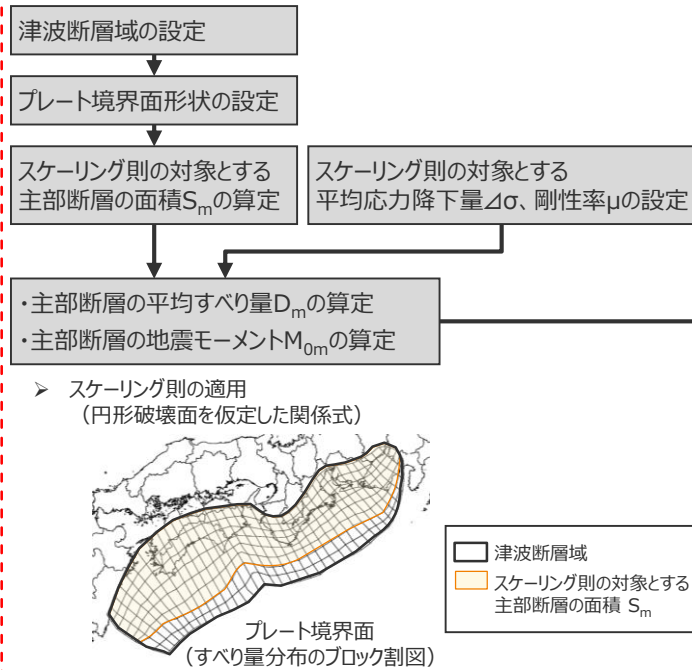 津波断層域の設定
プレート境界面形状の設定
スケーリング則の対象とする
主部断層の面積Smの算定
スケーリング則の対象とする
平均応力降下量⊿σ、剛性率μの設定
・主部断層の平均すべり量Dmの算定
・主部断層の地震モーメントM0mの算定
➢ スケーリング則の適用
（円形破壊面を仮定した関係式）
津波断層域
スケーリング則の対象とする
主部断層の面積 Sm
プレート境界面
（すべり量分布のブロック割図）